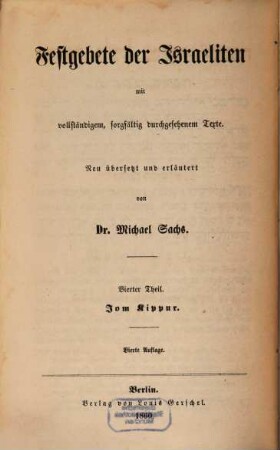 Festgebete der Israeliten
mit
vollständigem, sorgfältig durchgesehenem Texte.
Neu übersetzt und erläutert
von
Dr. Michael Sachs.
Vierter Theil.
Jom Kippur.
Vierte Auflage.
Berlin.
Verlag von Louis Gerschel.
1860.